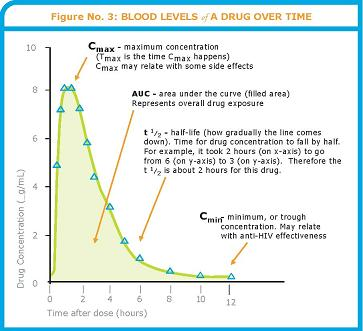 Figure No. 3: BLOOD LEVELS of A DRUG OVER TIME
Cmax - maximum concentration
(Tmax is the time Cmax happens)
Cmax may relate with some side effects
AUC - area under the curve (filled area)
Represents overall drug exposure
t 1/2 - half-life (how gradually the line comes
down). Time for drug concentration to fall by half.
For example, it took 2 hours (on x-axis) to go
from 6 (on y-axis) to 3 (on y-axis). Therefore the
t 1/2 is about 2 hours for this drug.
Cmin- minimum, or trough
concentration. May relate
with anti-HIV effectiveness
Drug Concentration (_g/mL)
10
8
6
4
2
0
0 1 2 3 4 5 6 8 10 12
Time after dose (hours)